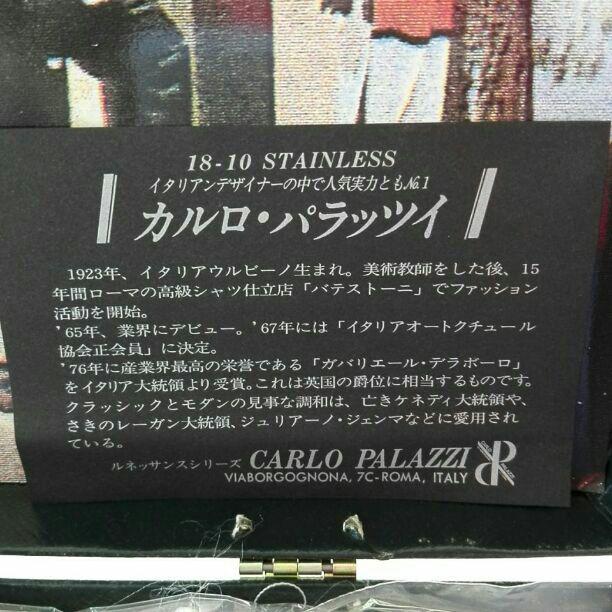 18-10 STAINLESS
イタリアンデザイナーの中で人気実力ともNo.1
カルロ・パラッツイ
1923年、イタリアウルビーノ生まれ。美術教師をした後、15
年間ローマの高級シャツ仕立店「バテストーニ」でファッション
活動を開始。
'65年、業界にデビュー。'67年には「イタリアオートクチュール
協会正会員」に決定。
'76年に産業界最高の栄誉である「ガバリエール・デラボーロ」
をイタリア大統領より受賞。これは英国の爵位に相当するものです。
クラッシックとモダンの見事な調和は、亡きケネディ大統領や、
さきのレーガン大統領、ジュリアーノ・ジェンマなどに愛用され
ている。
ルネッサンスシリーズ CARLO PALAZZI
VIABORGOGNONA, 7C-ROMA, ITALY